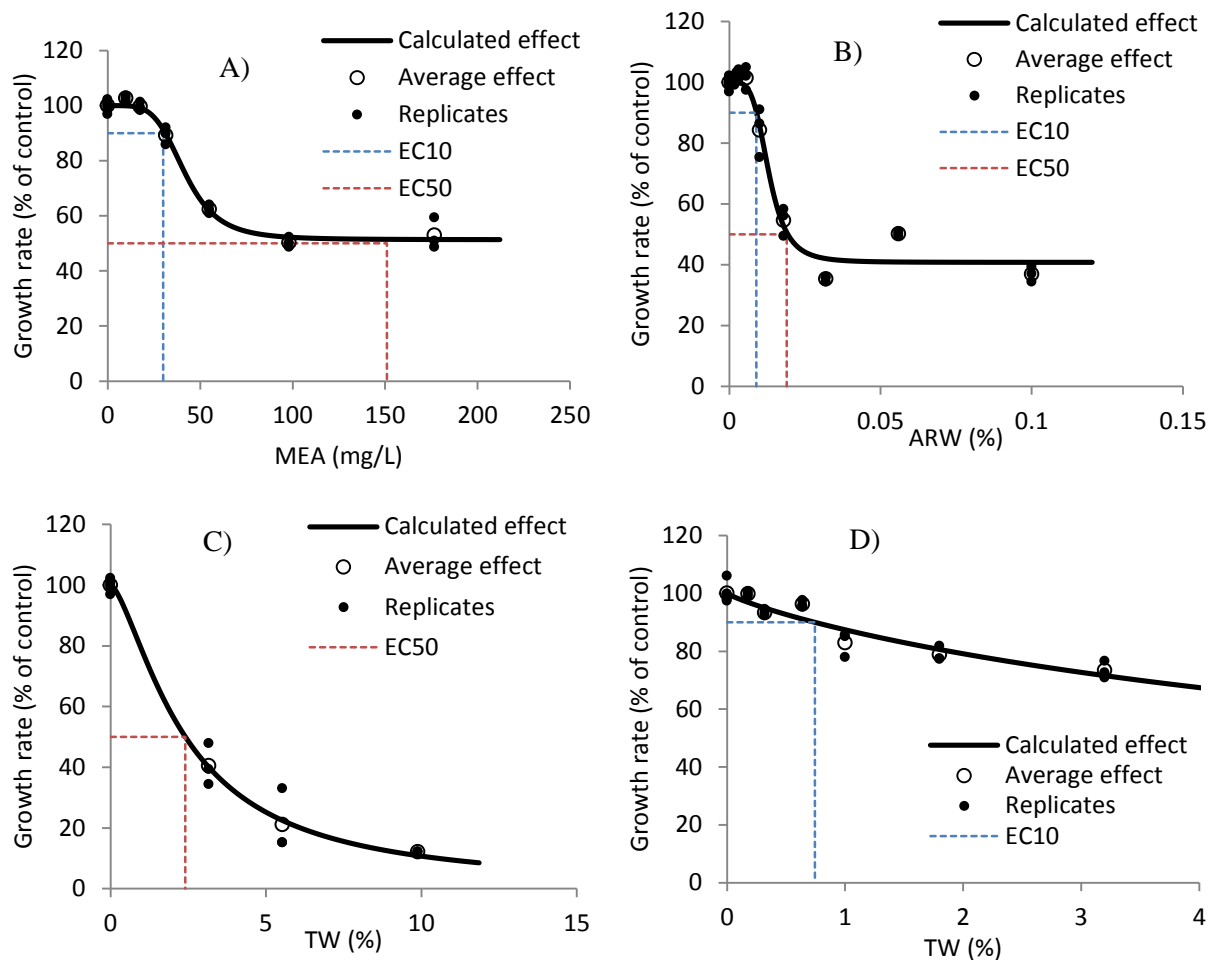 A)
Calculated effect
Average effect
Replicates
EC10
EC50
Growth rate (% of control)
120
100
80
60
40
20
0
0 50 100 150 200 250
MEA (mg/L)
B)
Calculated effect
Average effect
Replicates
EC10
EC50
Growth rate (% of control)
120
100
80
60
40
20
0
0 0.05 0.1 0.15
ARW (%)
C)
Calculated effect
Average effect
Replicates
EC50
Growth rate (% of control)
120
100
80
60
40
20
0
0 5 10 15
TW (%)
D)
Growth rate (% of control)
120
100
80
60
40
20
0
Calculated effect
Average effect
Replicates
EC10
0 1 2 3 4
TW (%)